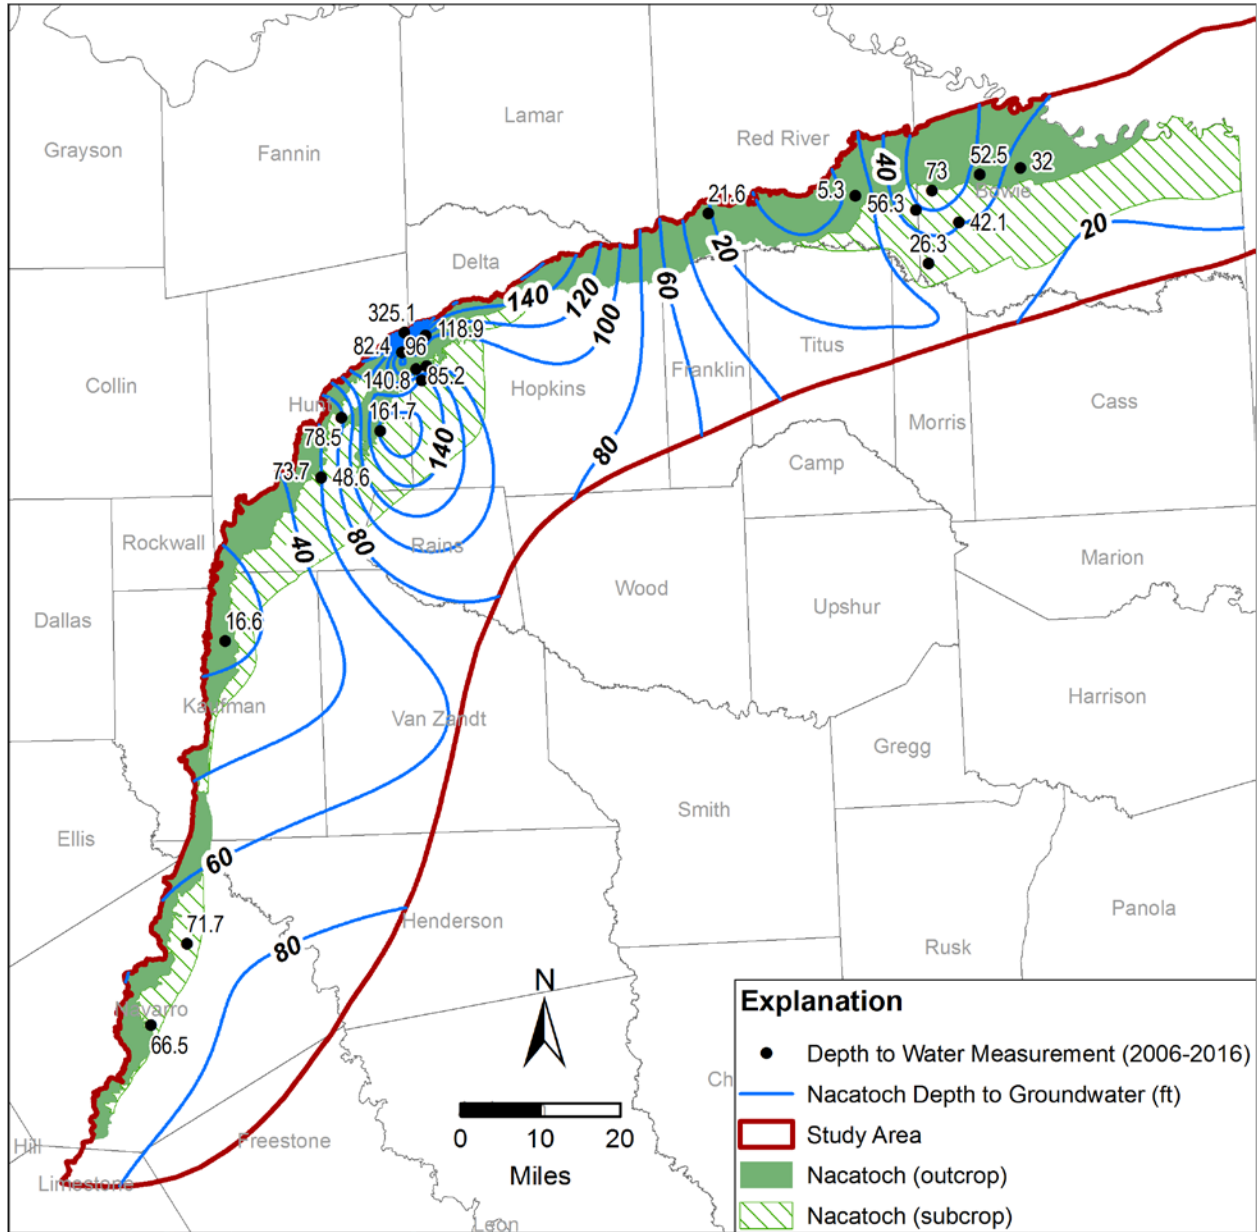 Lamar
Grayson
Fannin
Red River
52.5
32
73
40
Bowie
5.3
21.6
56.3
42.1
20
26.3
20
Delta
60
140
120
100
325.1
118.9
82.4
96
140.8
85.2
Titus
Franklin
Hopkins
Collin
Cass
Morris
Hunt
161.7
78.5
140
80
Camp
73.7
48.6
Rockwall
40
80
Rains
Marion
Wood
Upshur
Dallas
16.6
Kaufman
Van Zandt
Harrison
Gregg
Smith
Ellis
60
Henderson
Panola
71.7
80
Rusk
N
Navarro
66.5
0 10 20
Miles
Freestone
Hill
Limestone
Leon
Ch
Explanation
Depth to Water Measurement (2006-2016)
Nacatoch Depth to Groundwater (ft)
Study Area
Nacatoch (outcrop)
Nacatoch (subcrop)